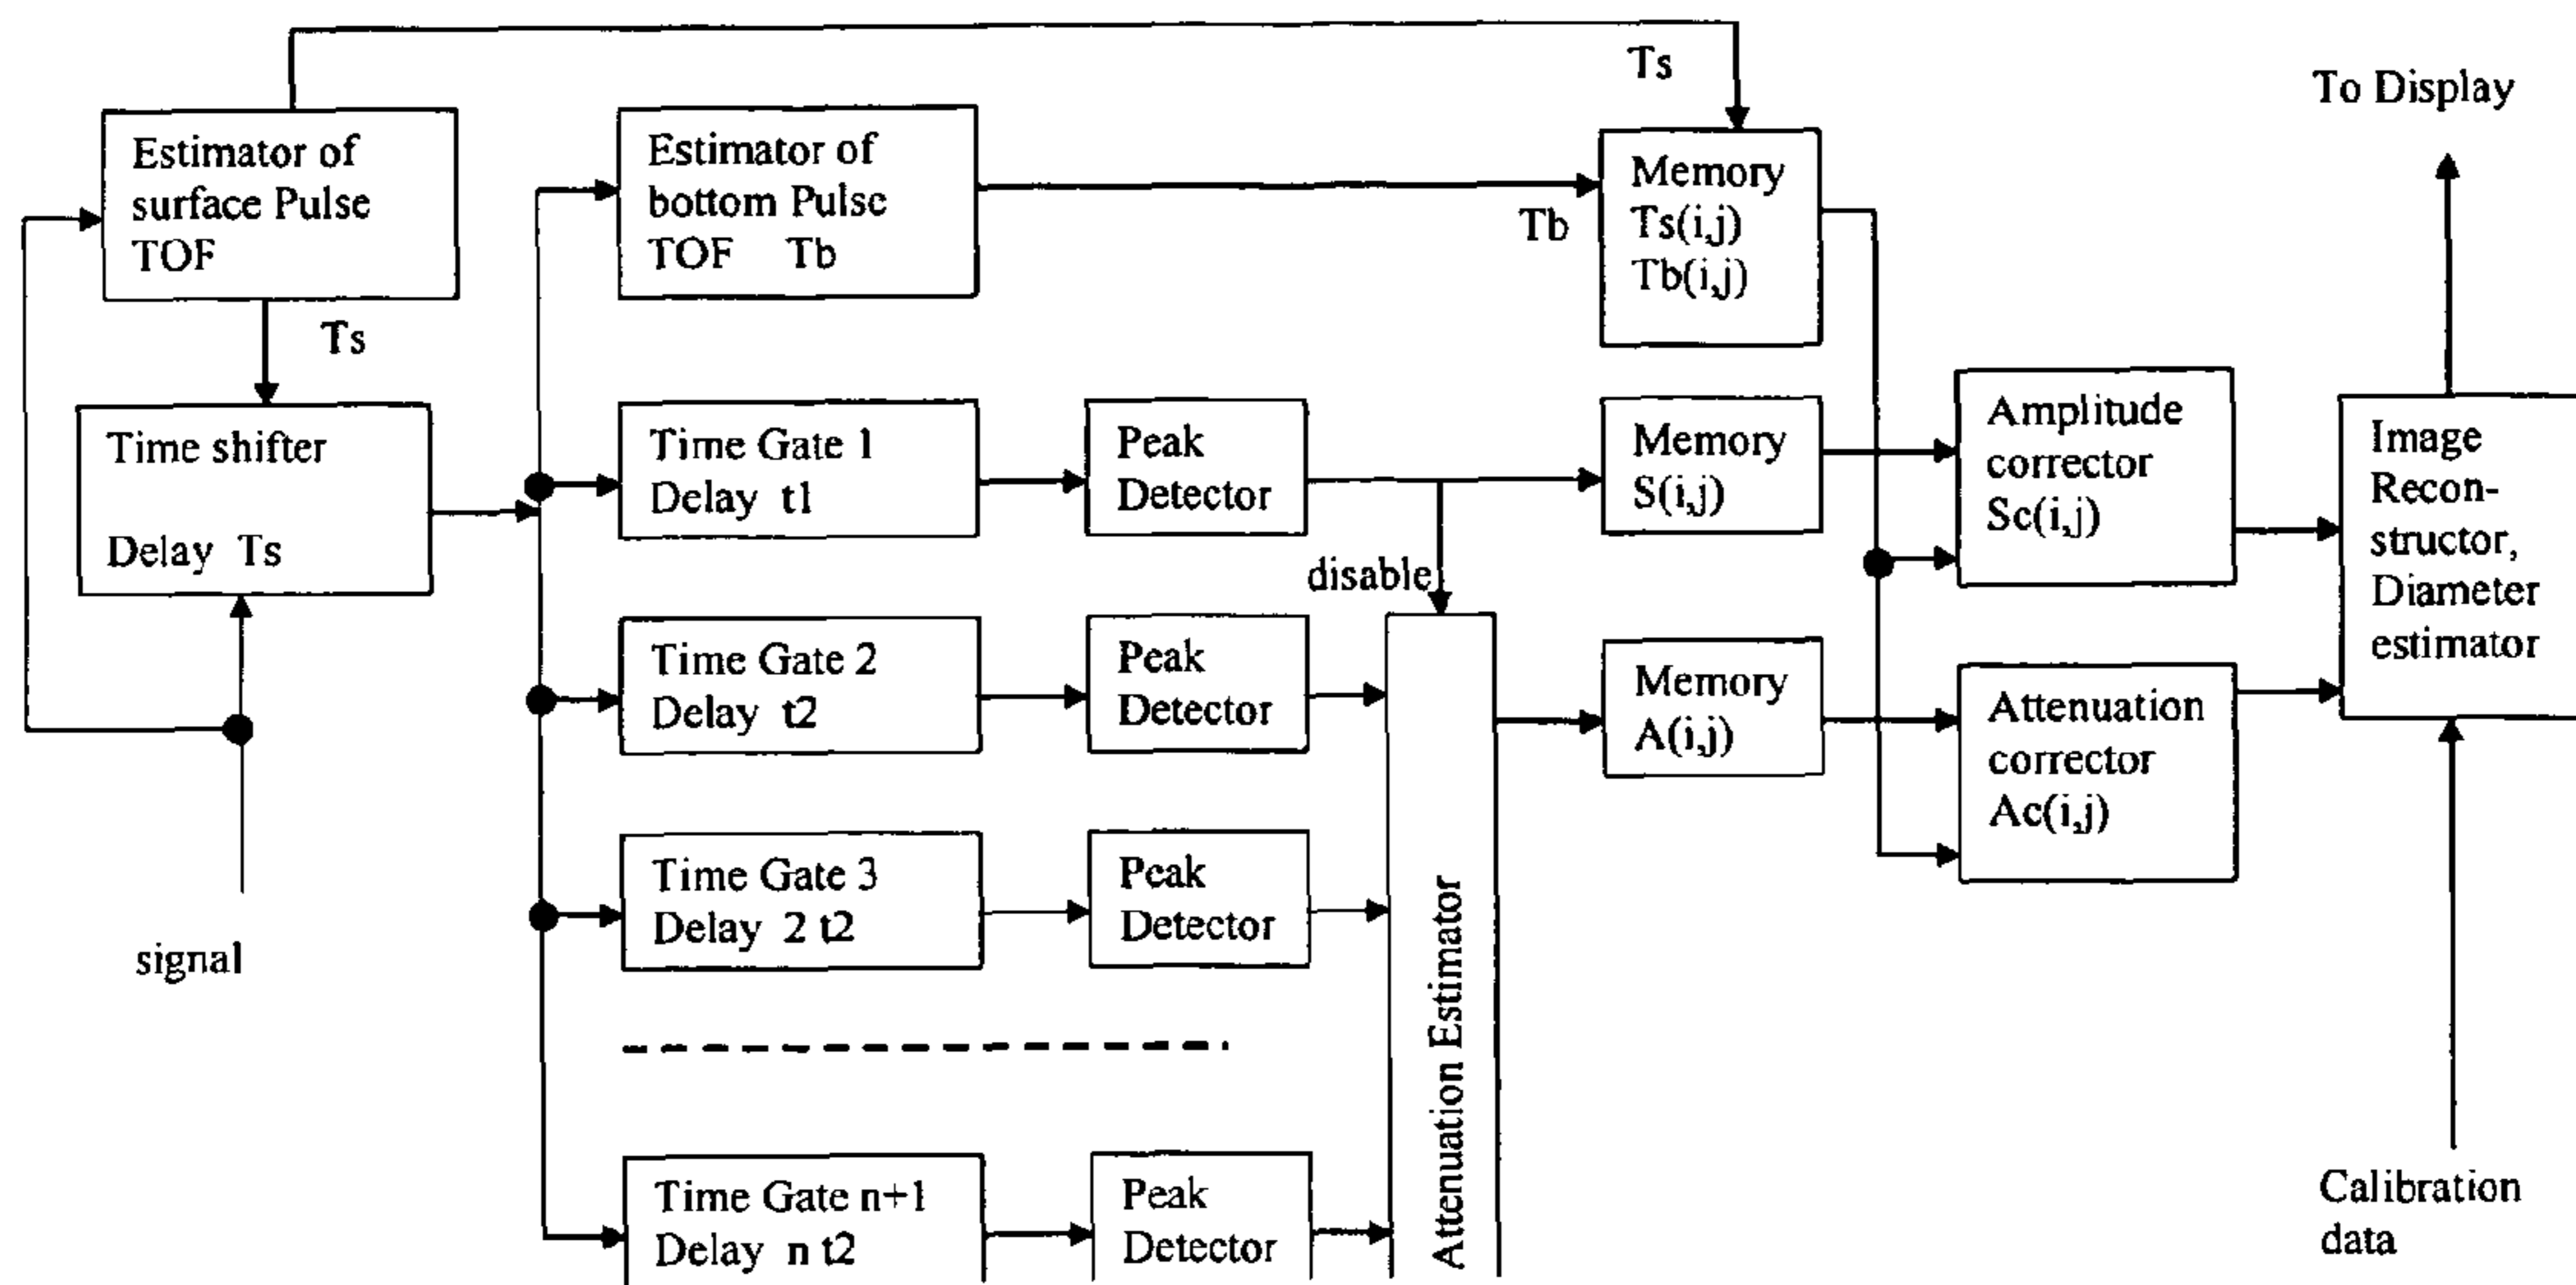 Ts
To Display
Estimator of
surface Pulse
TOF
Estimator of
bottom Pulse
TOF Tb
Memory
Ts(i,j)
Tb(i,j)
Tb
Ts
Time shifter
Delay Ts
Time Gate 1
Delay t1
Peak
Detector
Memory
S(i,j)
Amplitude
corrector
Sc(i,j)
Image
Recon-
structor,
Diameter
estimator
disable
Time Gate 2
Delay t2
Peak
Detector
Memory
A(i,j)
Attenuation
corrector
Ac(i,j)
Time Gate 3
Delay 2 t2
Peak
Detector
Attenuation Estimator
signal
Time Gate n+1
Delay n t2
Peak
Detector
Calibration
data